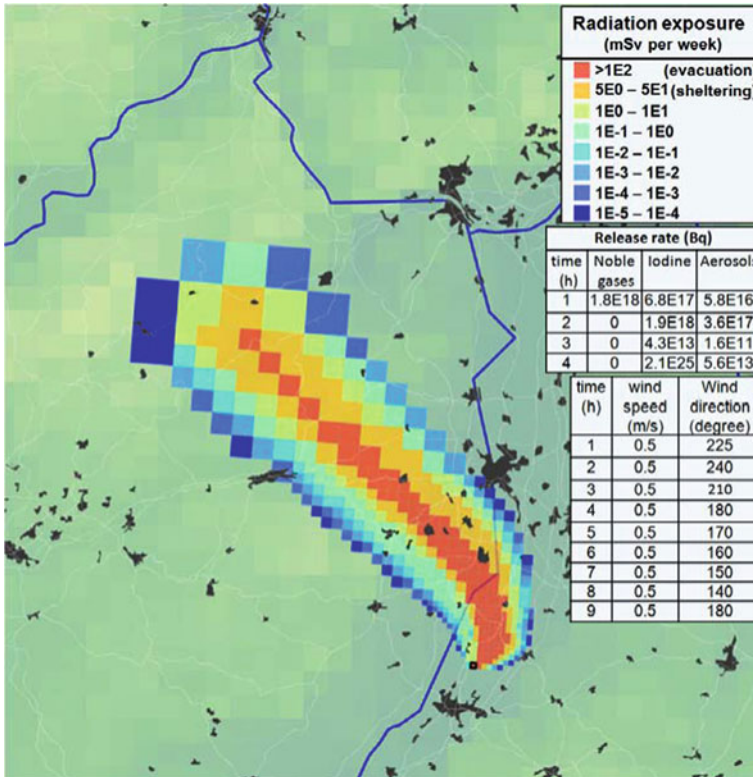 Radiation exposure
(mSv per week)
>1E2 (evacuation)
5E0 – 5E1 (sheltering)
1E0 – 1E1
1E-1 – 1E0
1E-2 – 1E-1
1E-3 – 1E-2
1E-4 – 1E-3
1E-5 – 1E-4
Release rate (Bq)
time (h) Noble gases Iodine Aerosols
1 1.8E18 6.8E17 5.8E16
2 0 1.9E18 3.6E17
3 0 4.3E13 1.6E11
4 0 2.1E25 5.6E13
time (h) wind speed (m/s) Wind direction (degree)
1 0.5 225
2 0.5 240
3 0.5 210
4 0.5 180
5 0.5 170
6 0.5 160
7 0.5 150
8 0.5 140
9 0.5 180